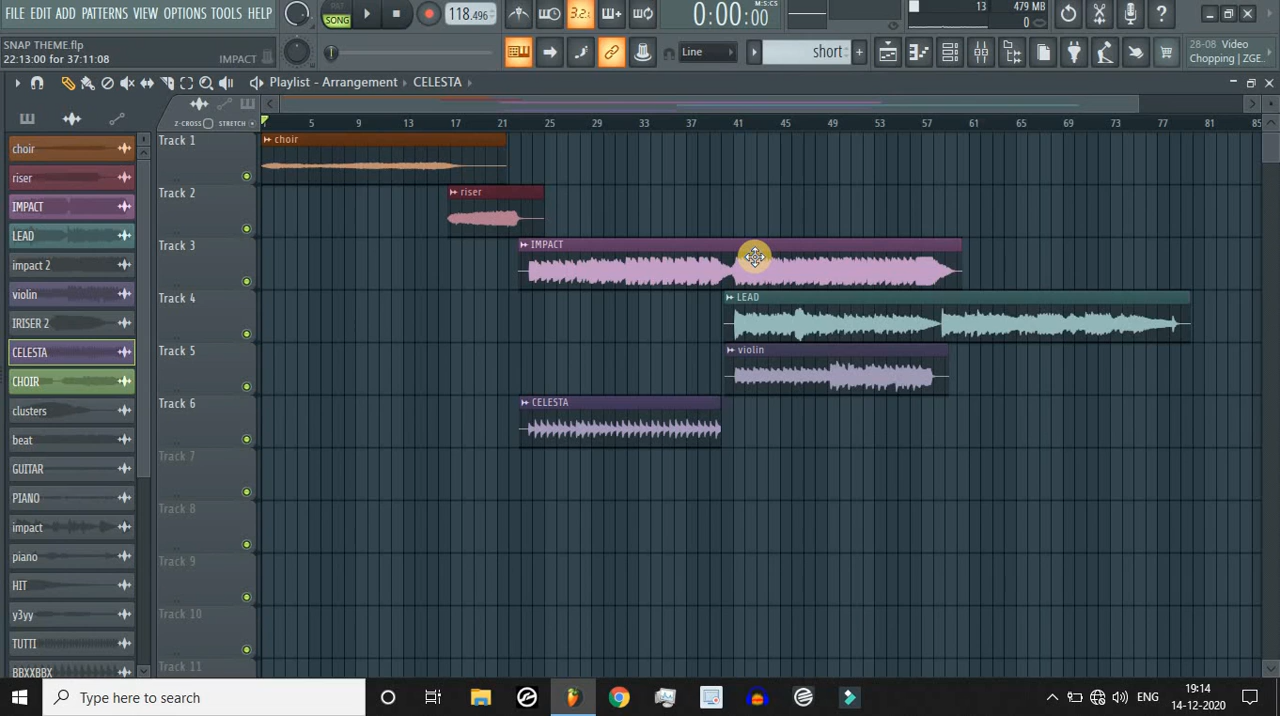 FILE EDIT ADD PATTERNS VIEW OPTIONS TOOLS HELP
PAT
SONG
118.496
3.2.
0:00:00
M:S:CS
13
479 MB
0
SNAP THEME.flp
22:13:00 for 37:11:08
IMPACT
Line
short
28-08 Video
Chopping | ZGE..
Playlist - Arrangement
CELESTA
Z-CROSS
STRETCH
5 9 13 17 21 25 29 33 37 41 45 49 53 57 61 65 69 73 77 81 85
choir
riser
IMPACT
LEAD
impact 2
violin
IRISER 2
CELESTA
CHOIR
clusters
beat
GUITAR
PIANO
impact
piano
HIT
y3yy
TUTTI
BBXXBBX
Track 1
choir
Track 2
riser
Track 3
IMPACT
Track 4
LEAD
Track 5
violin
Track 6
CELESTA
Track 7
Track 8
Track 9
Track 10
Track 11
Type here to search
ENG
19:14
14-12-2020